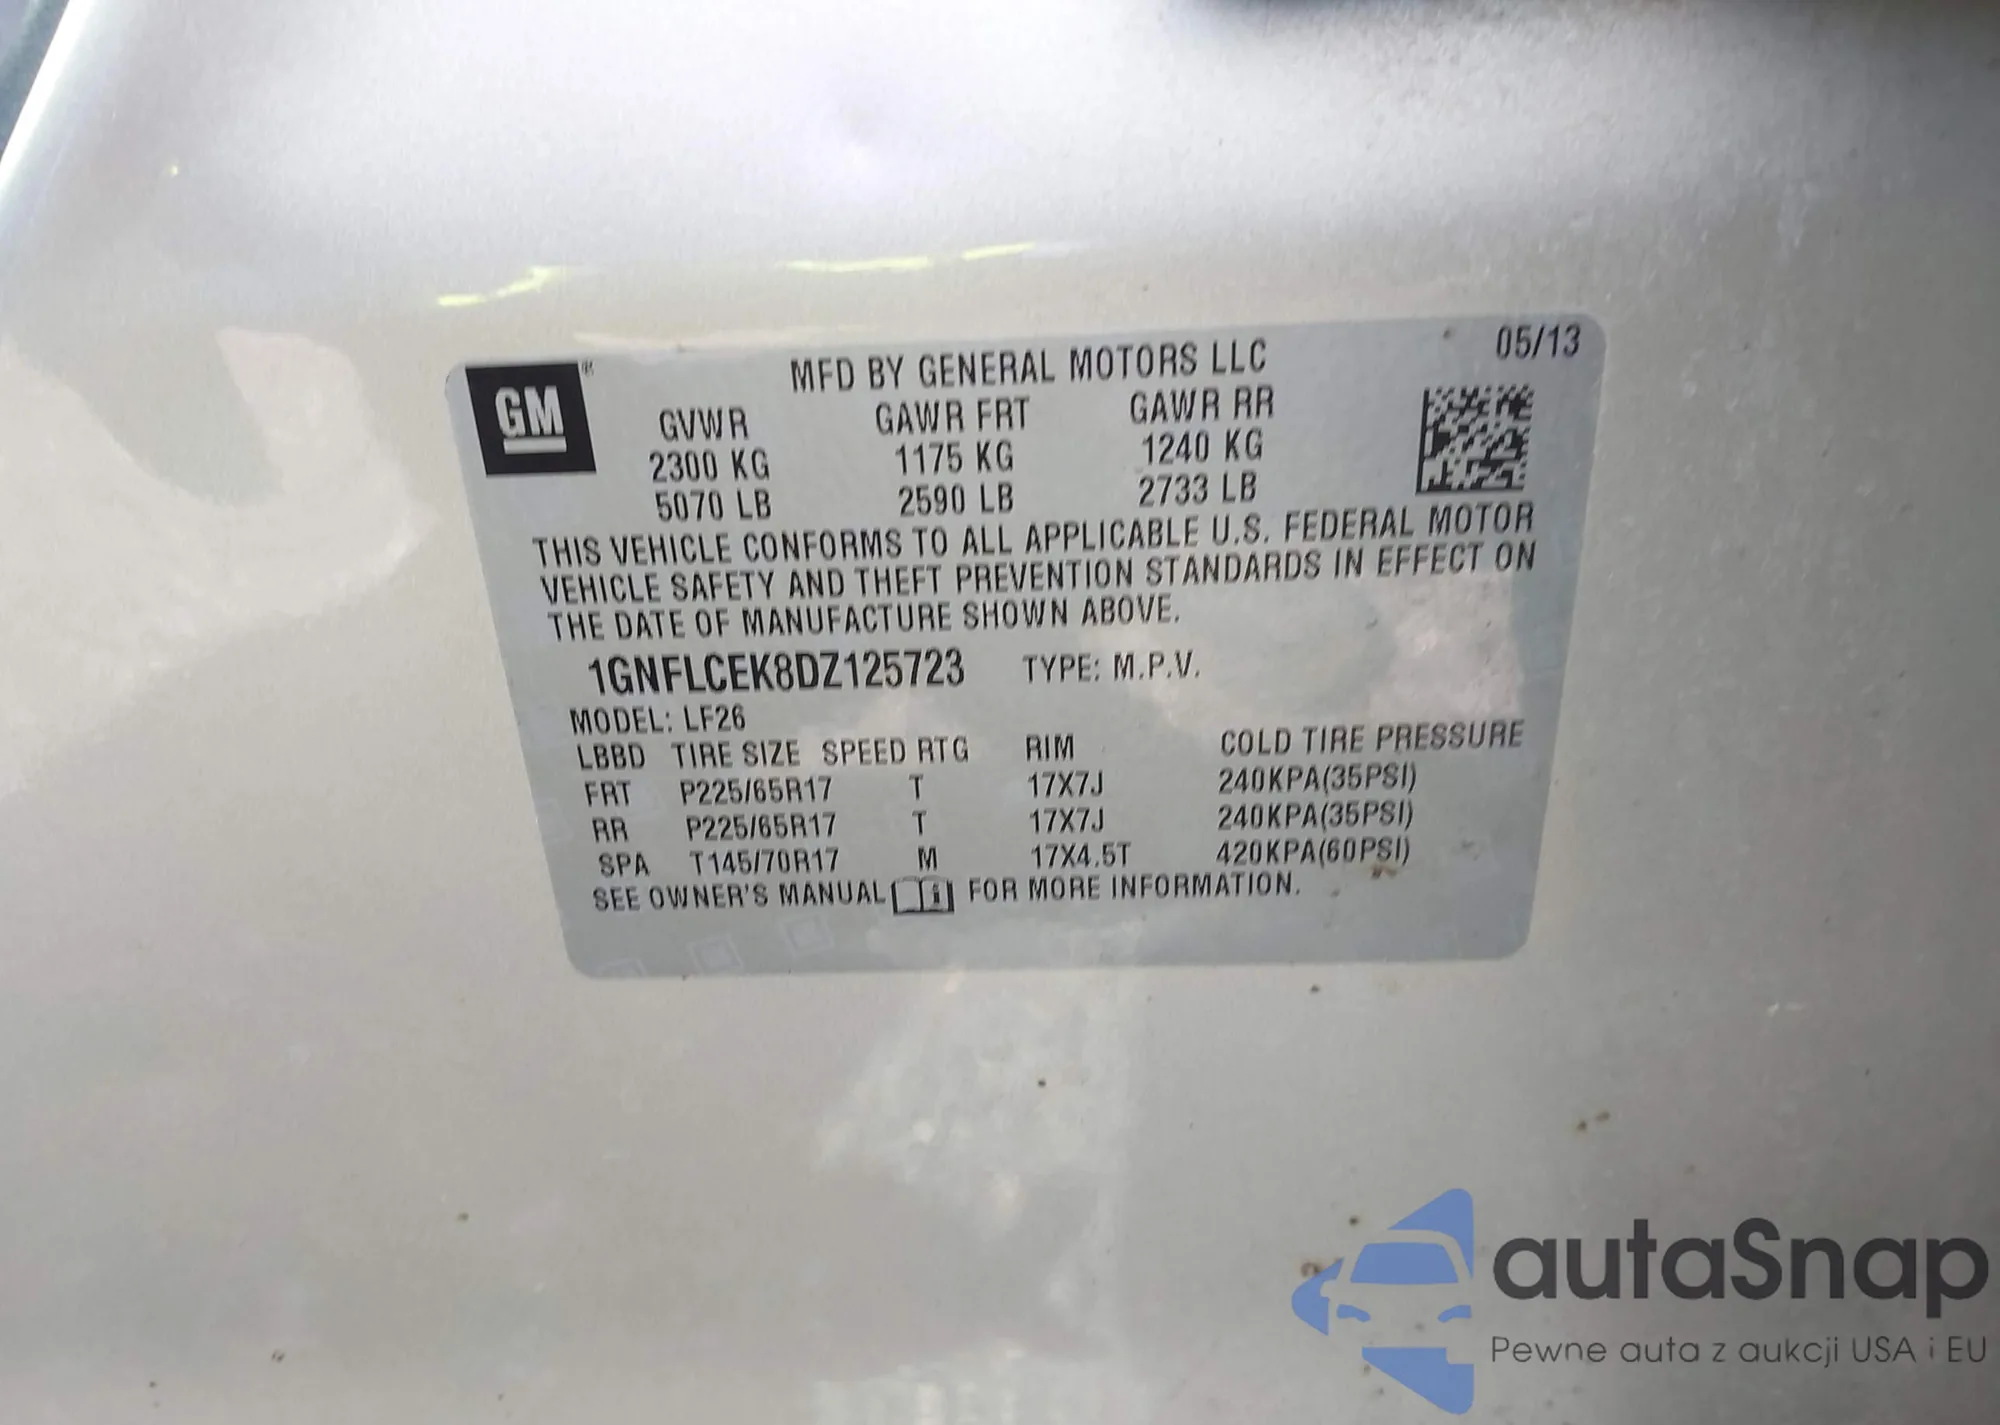 GM®
MFD BY GENERAL MOTORS LLC 05/13
GVWR GAWR FRT GAWR RR
2300 KG 1175 KG 1240 KG
5070 LB 2590 LB 2733 LB
THIS VEHICLE CONFORMS TO ALL APPLICABLE U.S. FEDERAL MOTOR
VEHICLE SAFETY AND THEFT PREVENTION STANDARDS IN EFFECT ON
THE DATE OF MANUFACTURE SHOWN ABOVE.
1GNFLCEK8DZ125723 TYPE: M.P.V.
MODEL: LF26
LBBD TIRE SIZE SPEED RTG RIM COLD TIRE PRESSURE
FRT P225/65R17 T 17X7J 240KPA(35PSI)
RR P225/65R17 T 17X7J 240KPA(35PSI)
SPA T145/70R17 M 17X4.5T 420KPA(60PSI)
SEE OWNER'S MANUAL FOR MORE INFORMATION.
autaSnap
Pewne auta z aukcji USA i EU